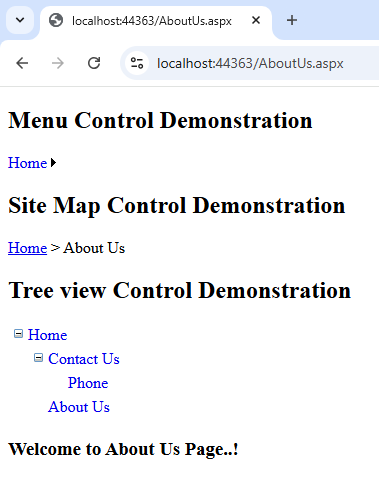 localhost:44363/AboutUs.aspx
localhost:44363/AboutUs.aspx
Menu Control Demonstration
Home
Site Map Control Demonstration
Home > About Us
Tree view Control Demonstration
Home
Contact Us
Phone
About Us
Welcome to About Us Page..!